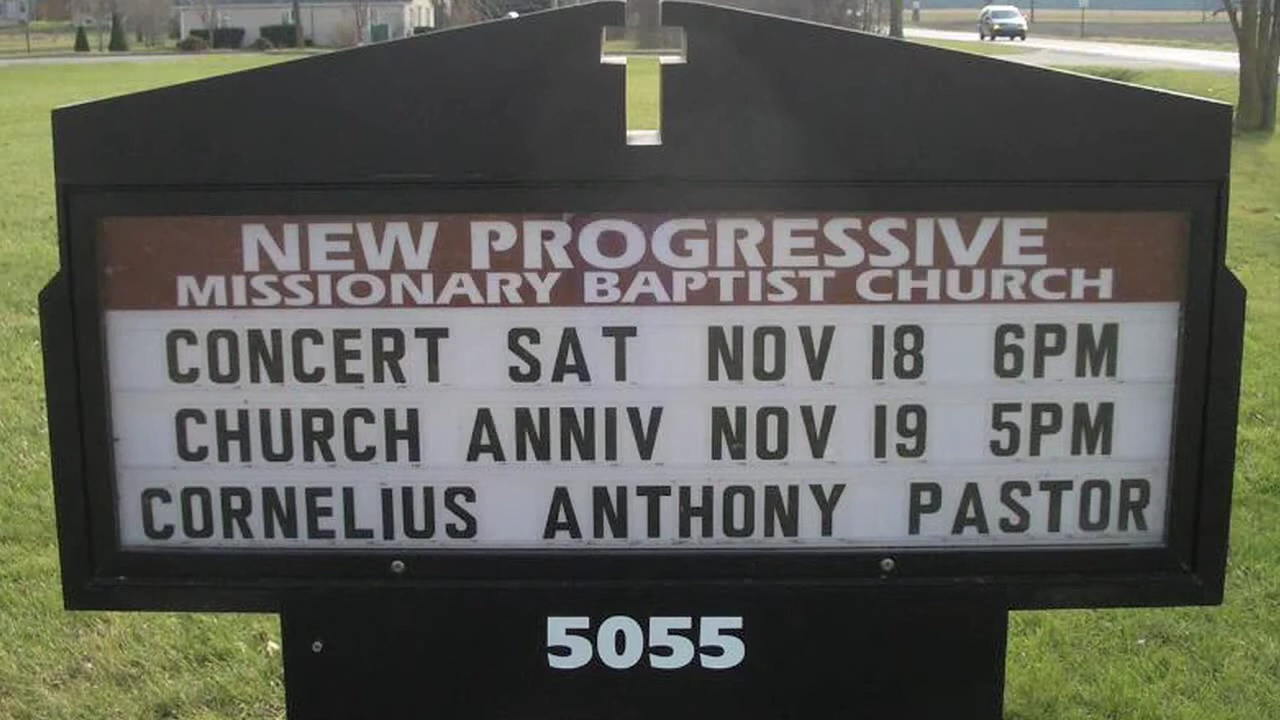 NEW PROGRESSIVE
MISSIONARY BAPTIST CHURCH
CONCERT SAT NOV 18 6PM
CHURCH ANNIV NOV 19 5PM
CORNELIUS ANTHONY PASTOR
5055